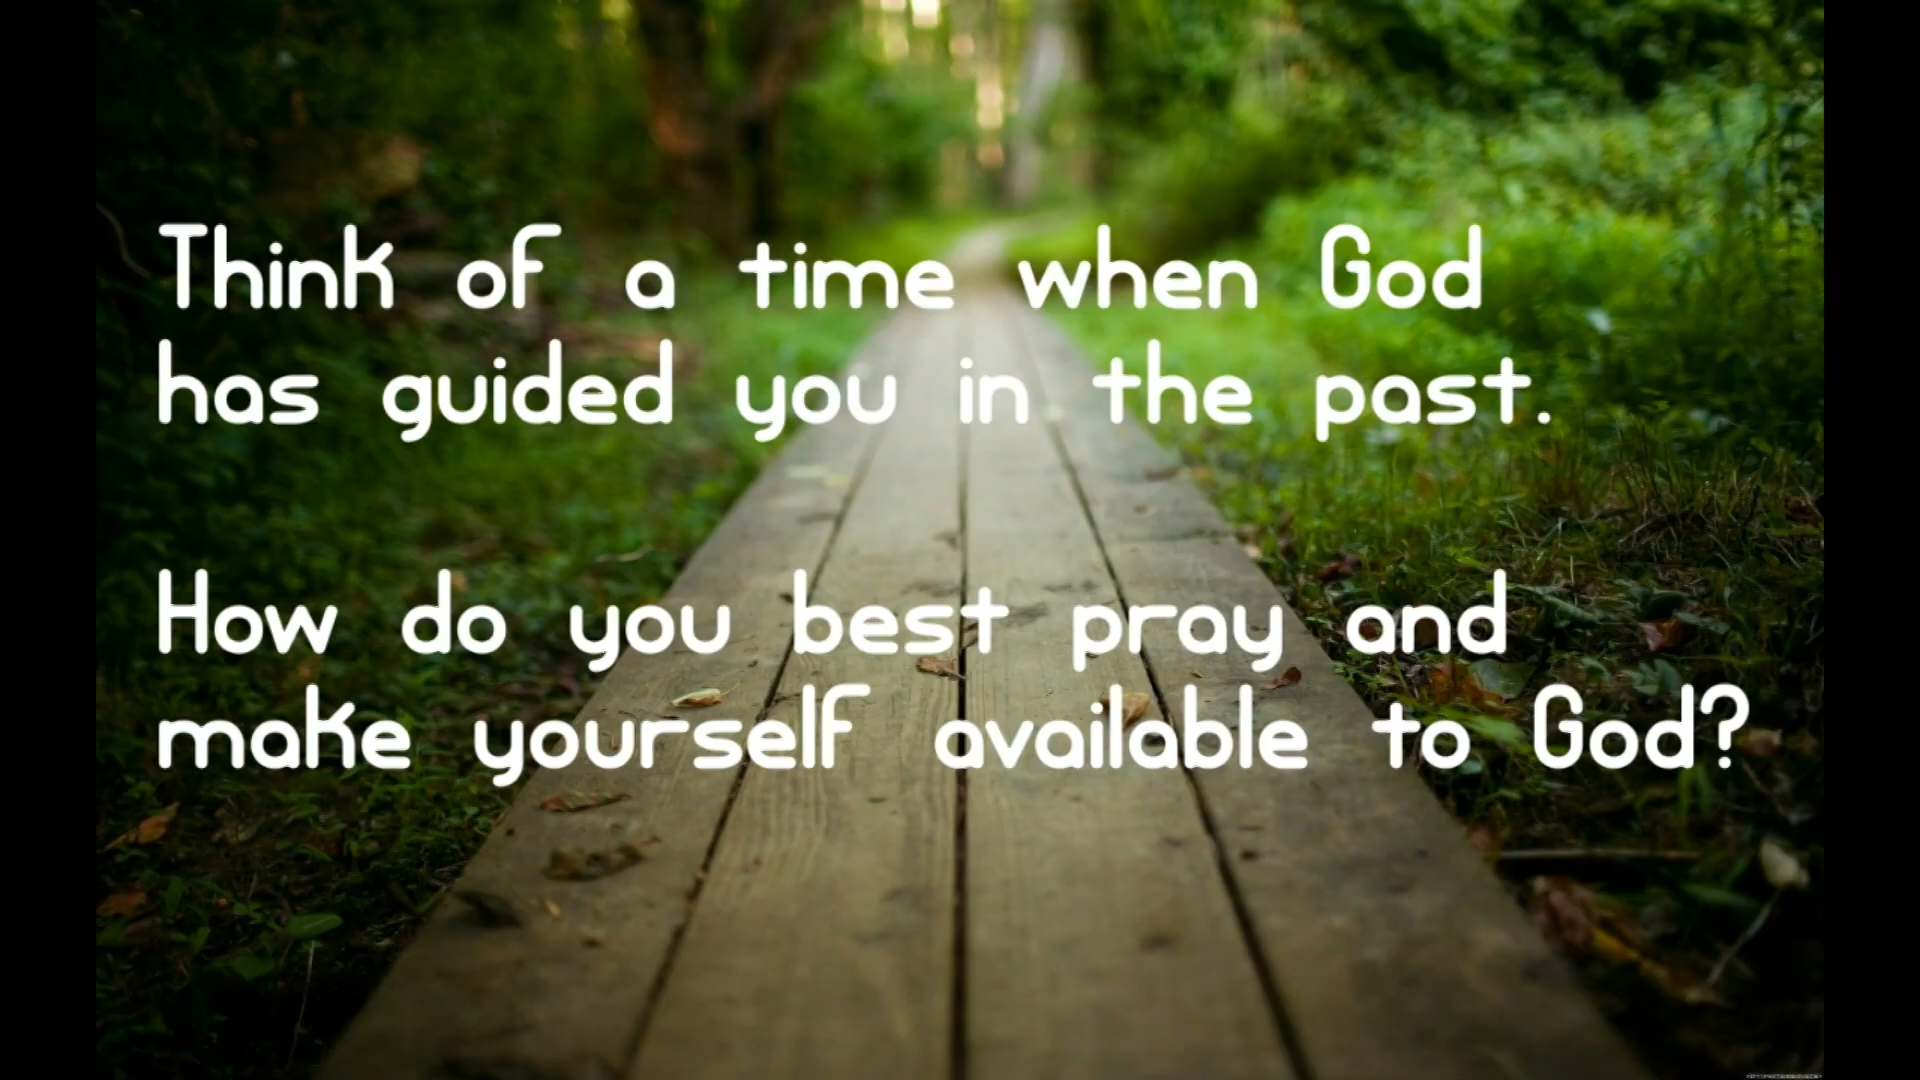 Think of a time when God
has guided you in the past.
How do you best pray and
make yourself available to God?